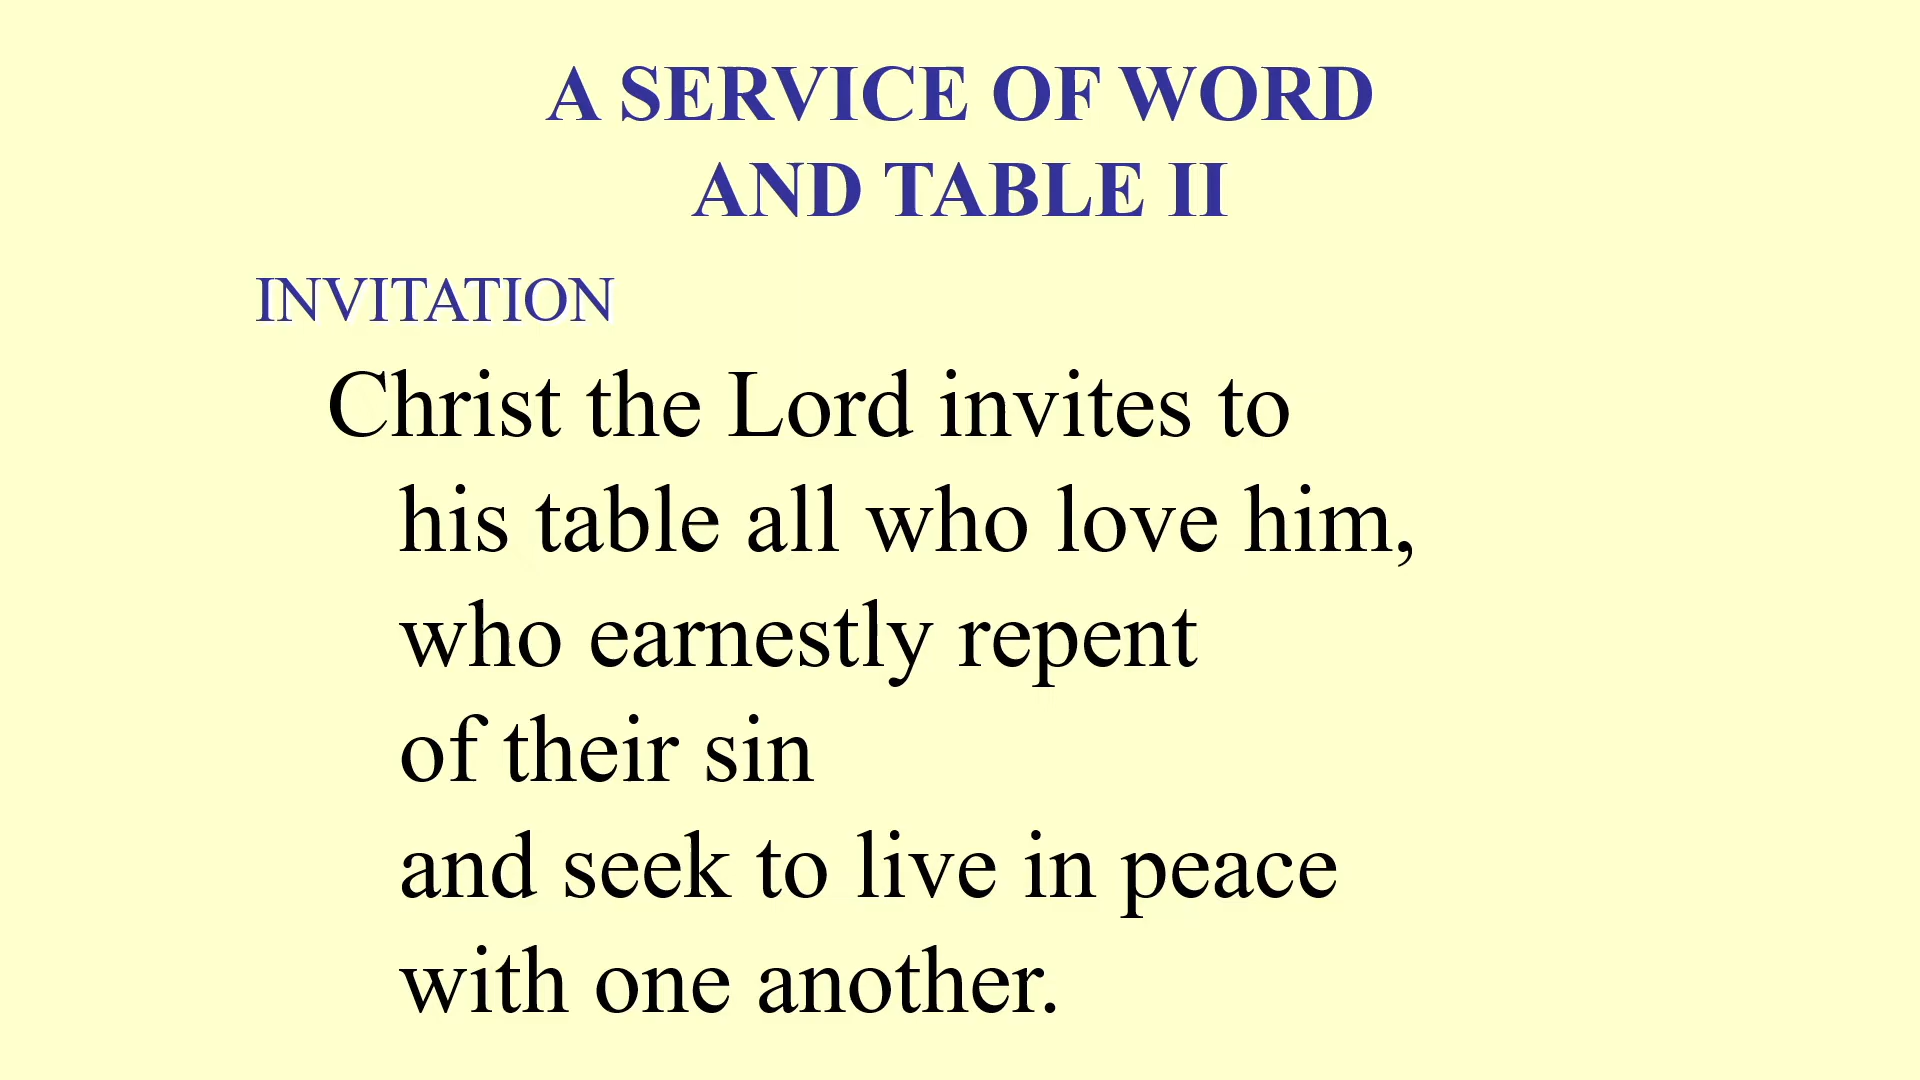 A SERVICE OF WORD
AND TABLE II
INVITATION
Christ the Lord invites to
his table all who love him,
who earnestly repent
of their sin
and seek to live in peace
with one another.